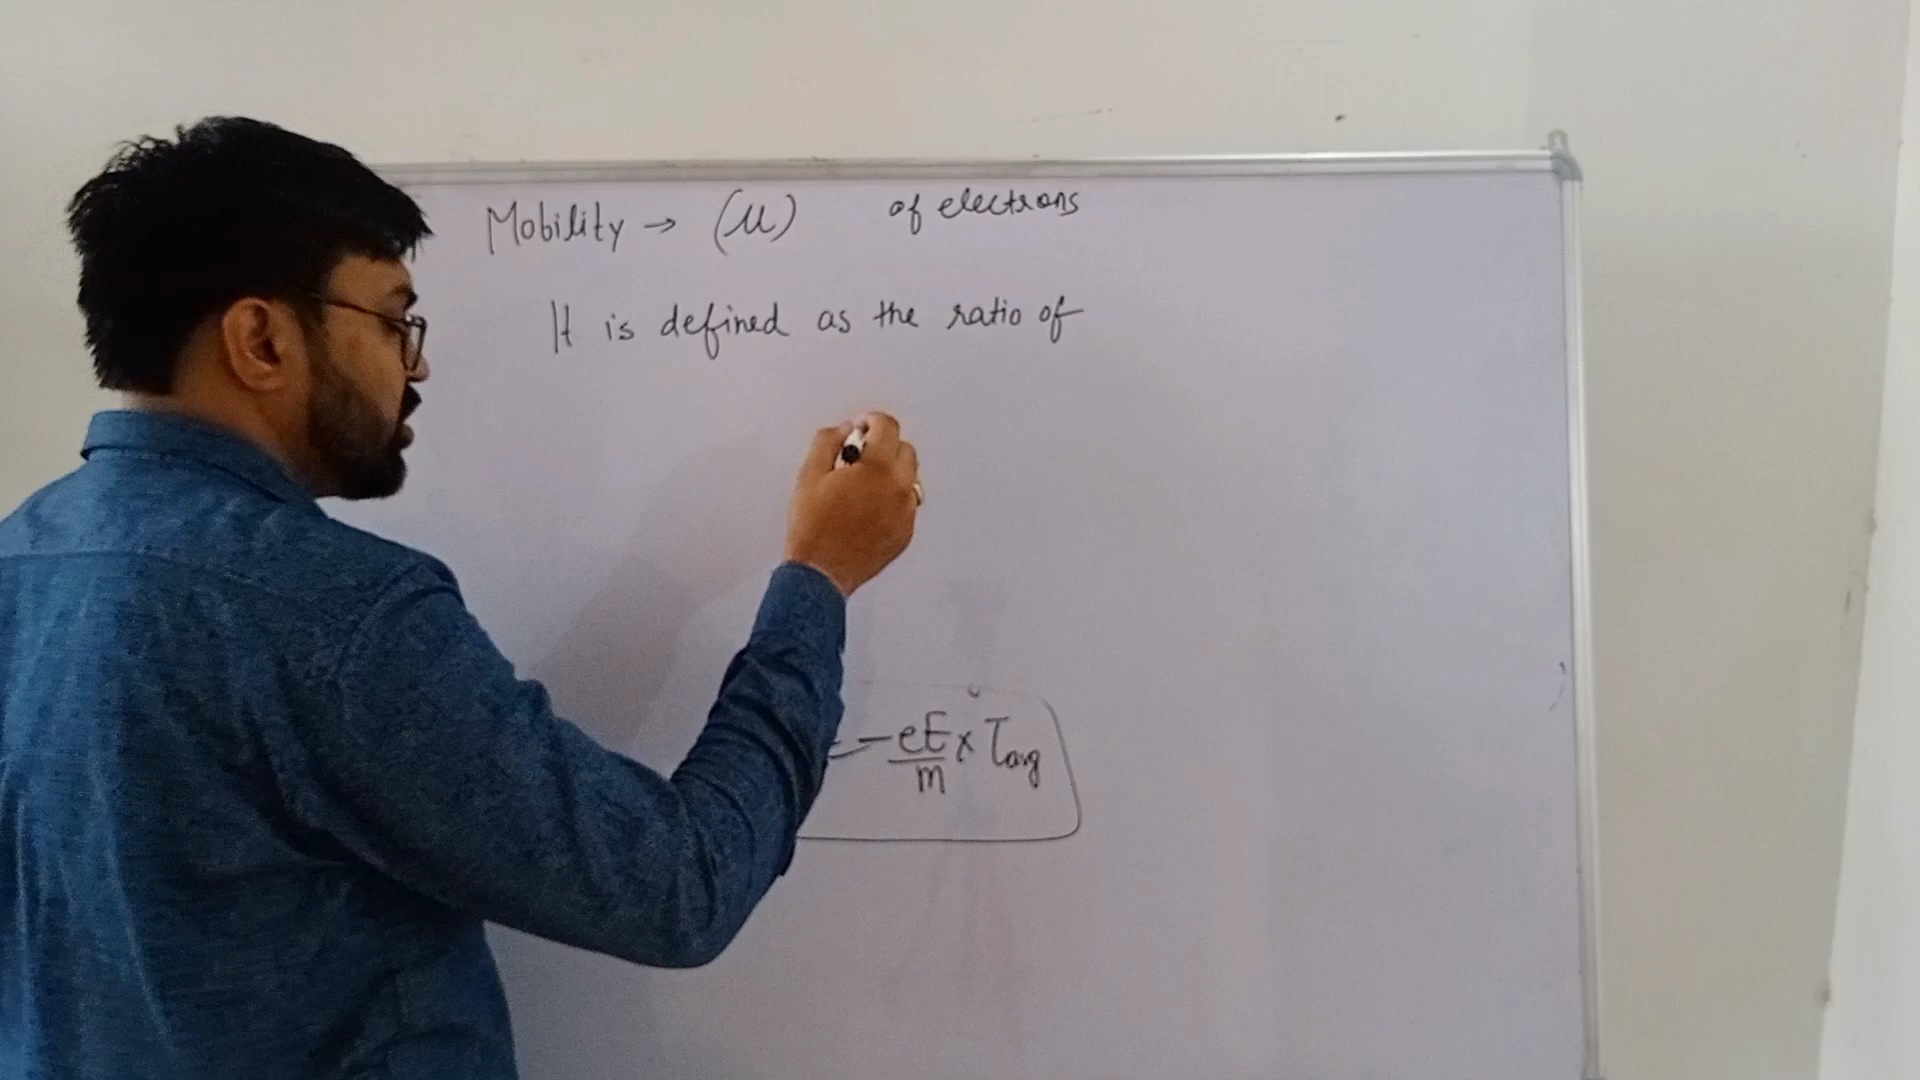 Mobility → (μ) of electrons
It is defined as the ratio of
= -eE/m × τavg